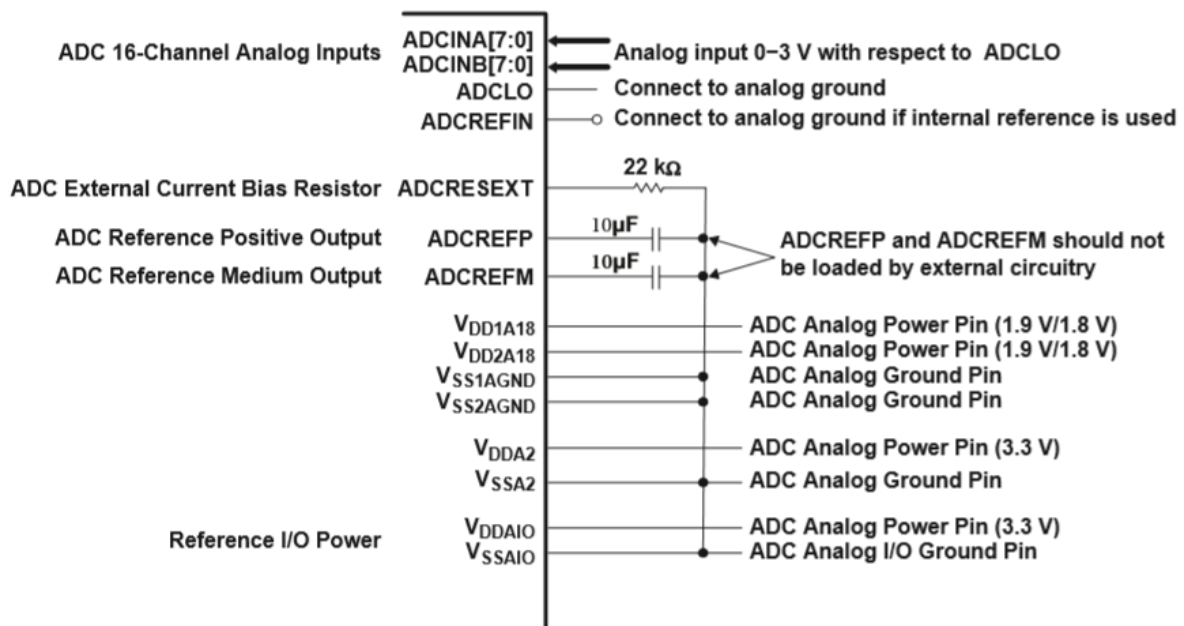 ADC 16-Channel Analog Inputs
ADCINA[7:0]
ADCINB[7:0]
Analog input 0−3 V with respect to ADCLO
ADCLO
Connect to analog ground
ADCREFIN
Connect to analog ground if internal reference is used
22 kΩ
ADC External Current Bias Resistor ADCRESEXT
10µF
ADC Reference Positive Output ADCREFP
10µF
ADC Reference Medium Output ADCREFM
ADCREFP and ADCREFM should not
be loaded by external circuitry
VDD1A18 ADC Analog Power Pin (1.9 V/1.8 V)
VDD2A18 ADC Analog Power Pin (1.9 V/1.8 V)
VSS1AGND ADC Analog Ground Pin
VSS2AGND ADC Analog Ground Pin
VDDA2 ADC Analog Power Pin (3.3 V)
VSSA2 ADC Analog Ground Pin
Reference I/O Power
VDDAIO ADC Analog Power Pin (3.3 V)
VSSAIO ADC Analog I/O Ground Pin